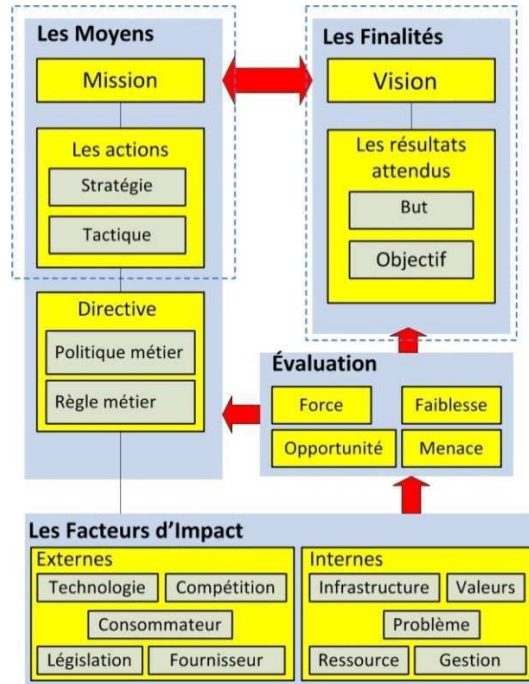 Les Moyens
Mission
Les actions
Stratégie
Tactique
Directive
Politique métier
Règle métier
Les Finalités
Vision
Les résultats
attendus
But
Objectif
Évaluation
Force
Faiblesse
Opportunité
Menace
Les Facteurs d’Impact
Externes
Technologie
Compétition
Consommateur
Législation
Fournisseur
Internes
Infrastructure
Valeurs
Problème
Ressource
Gestion